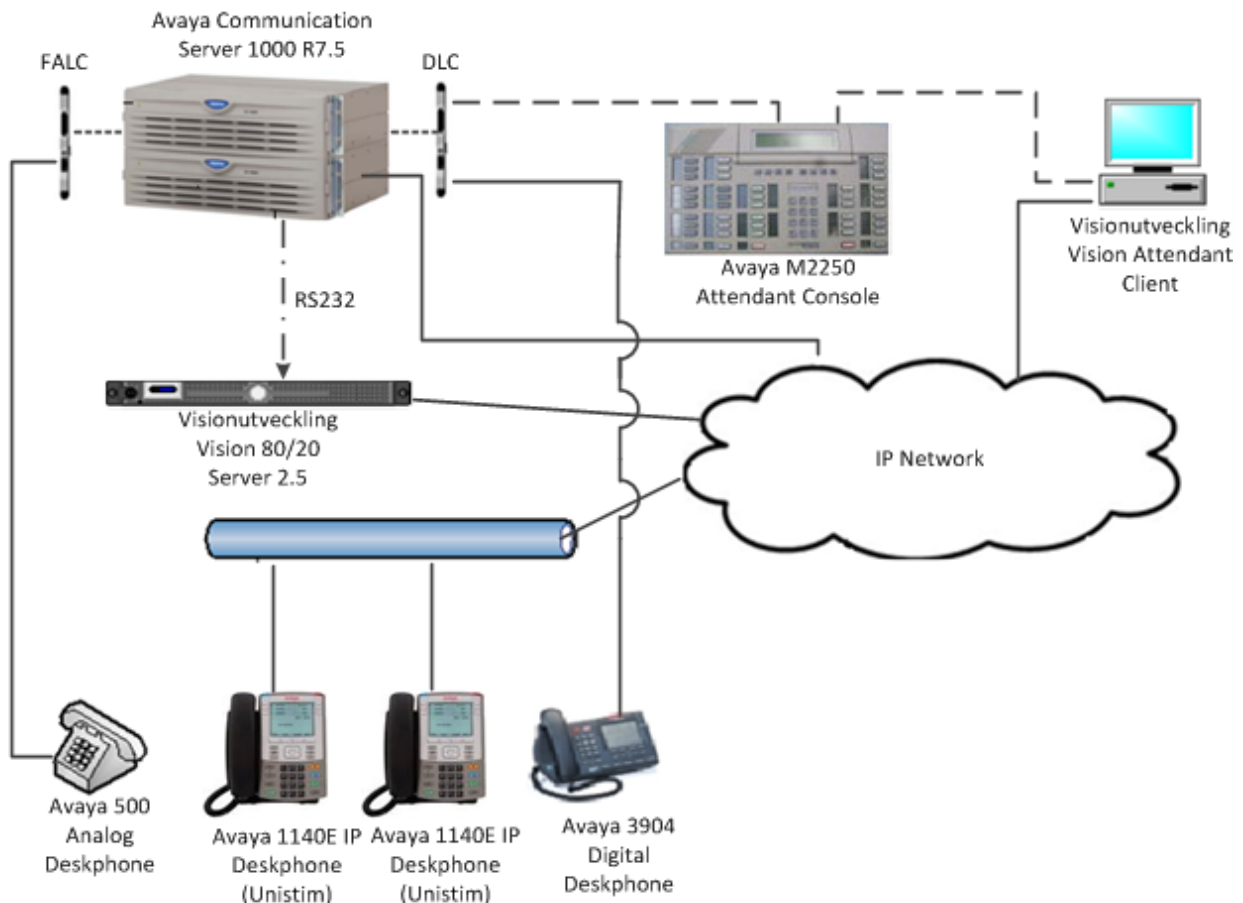 Avaya Communication
Server 1000 R7.5
FALC
DLC
RS232
Avaya M2250
Attendant Console
Visionutveckling
Vision Attendant
Client
Visionutveckling
Vision 80/20
Server 2.5
IP Network
Avaya 500
Analog
Deskphone
Avaya 1140E IP
Deskphone
(Unistim)
Avaya 1140E IP
Deskphone
(Unistim)
Avaya 3904
Digital
Deskphone